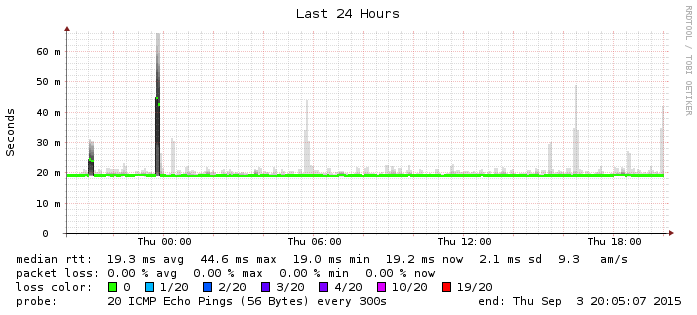 Last 24 Hours
RRDTOOL / TOBI OETIKER
Seconds
60 m
50 m
40 m
30 m
20 m
10 m
0
Thu 00:00 Thu 06:00 Thu 12:00 Thu 18:00
median rtt: 19.3 ms avg 44.6 ms max 19.0 ms min 19.2 ms now 2.1 ms sd 9.3 am/s
packet loss: 0.00 % avg 0.00 % max 0.00 % min 0.00 % now
loss color: 0 1/20 2/20 3/20 4/20 10/20 19/20
probe: 20 ICMP Echo Pings (56 Bytes) every 300s end: Thu Sep 3 20:05:07 2015